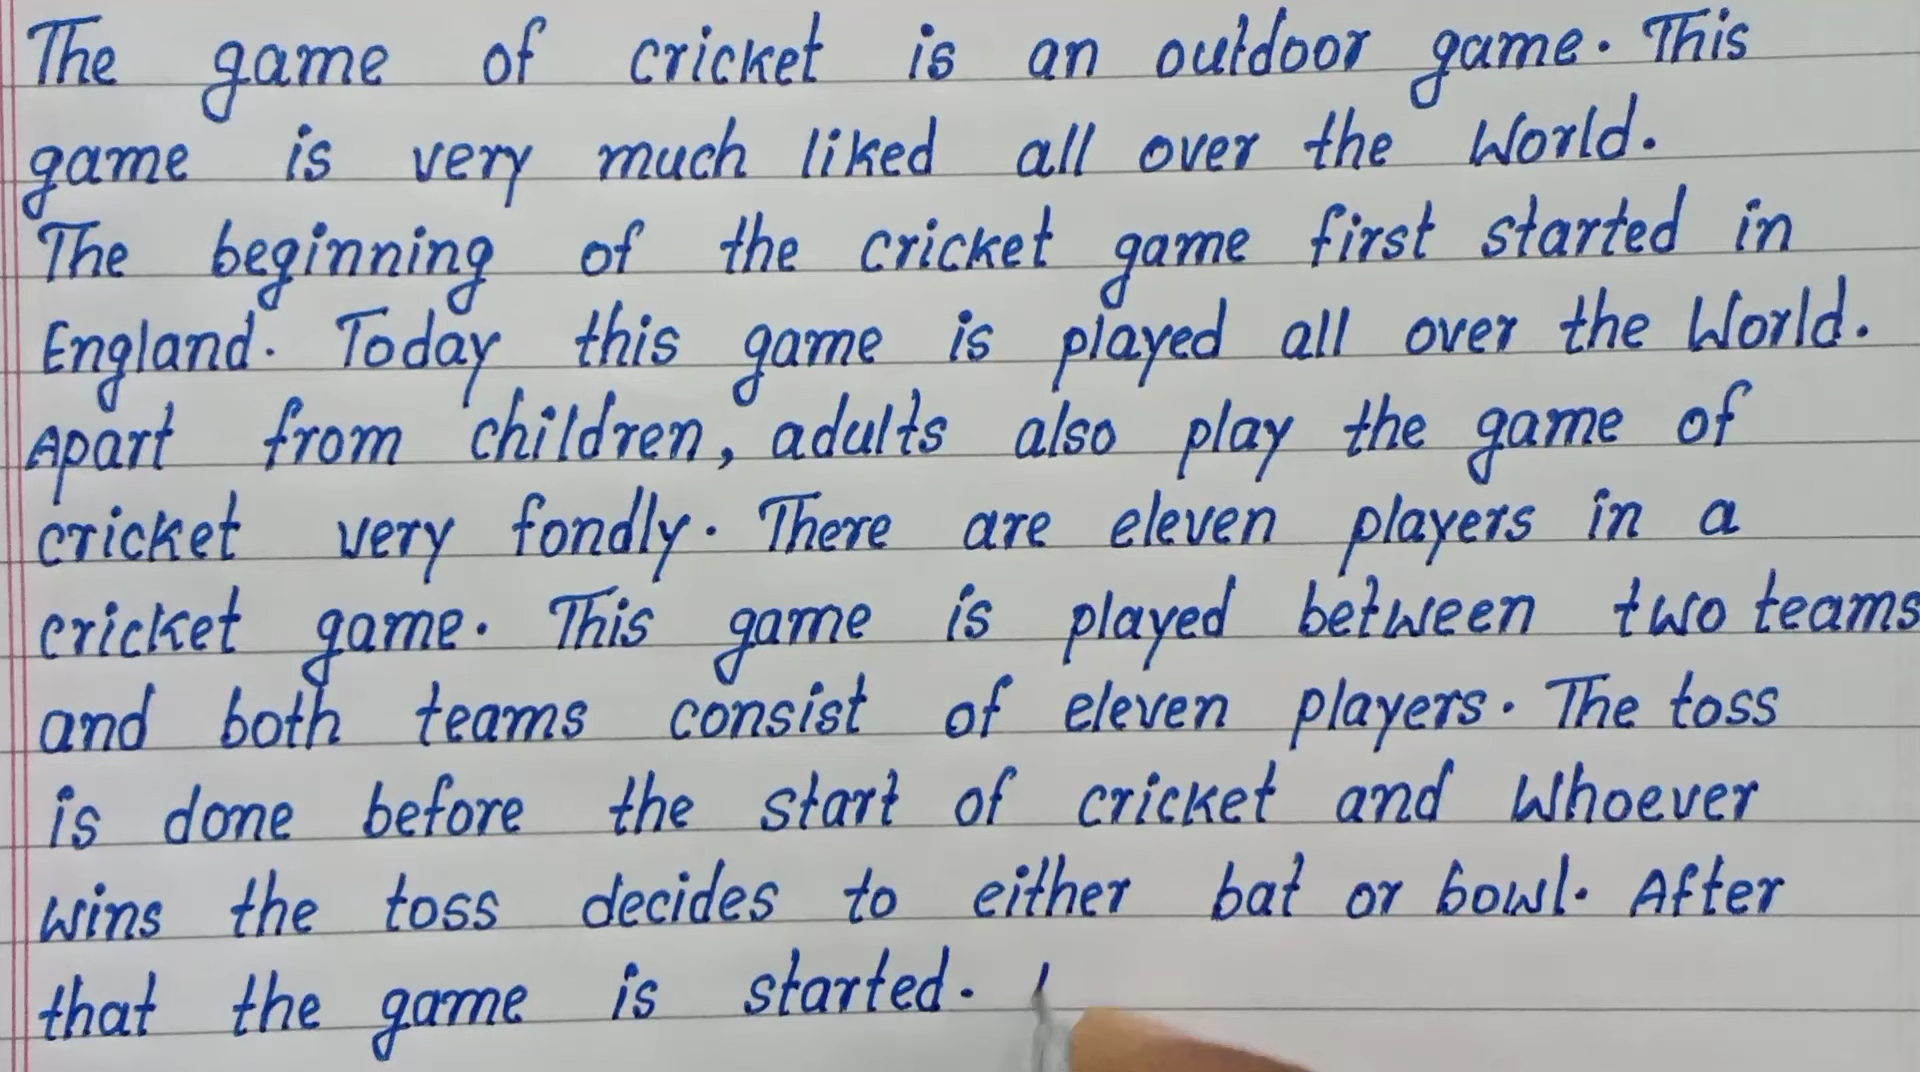 The game of cricket is an outdoor game. This
game is very much liked all over the World.
The beginning of the cricket game first started in
England. Today this game is played all over the World.
Apart from children, adults also play the game of
cricket very fondly. There are eleven players in a
cricket game. This game is played between two teams
and both teams consist of eleven players. The toss
is done before the start of cricket and Whoever
wins the toss decides to either bat or bowl. After
that the game is started.